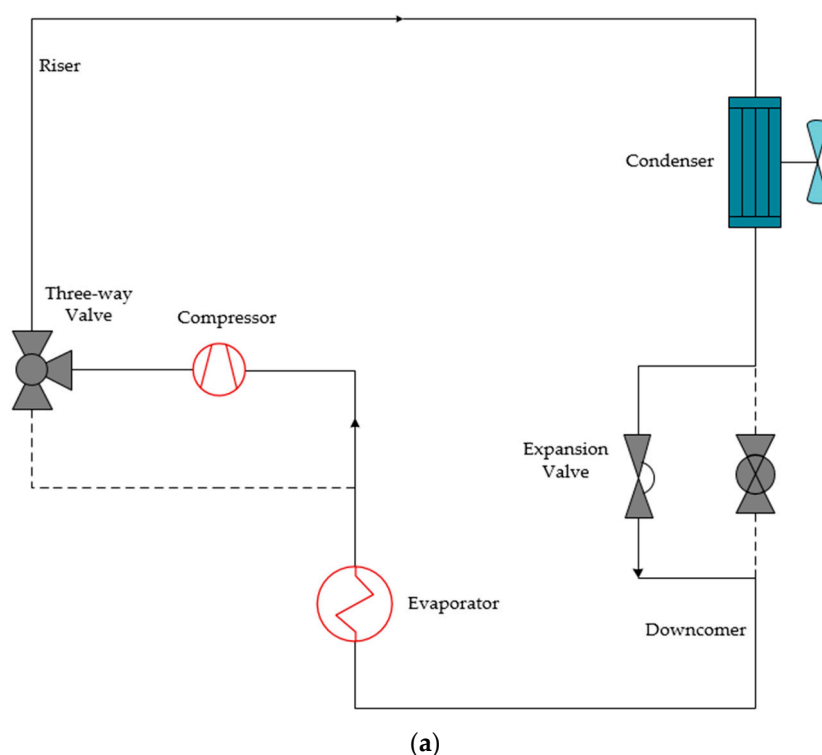 Riser
Condenser
Three-way
Valve
Compressor
Expansion
Valve
Evaporator
Downcomer
(a)